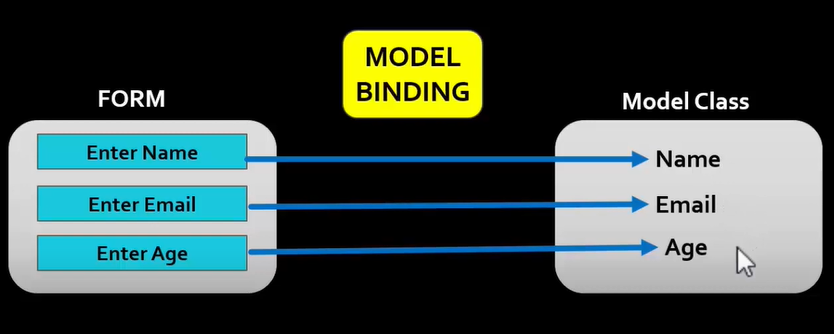 MODEL
BINDING
FORM
Model Class
Enter Name
Name
Enter Email
Email
Enter Age
Age